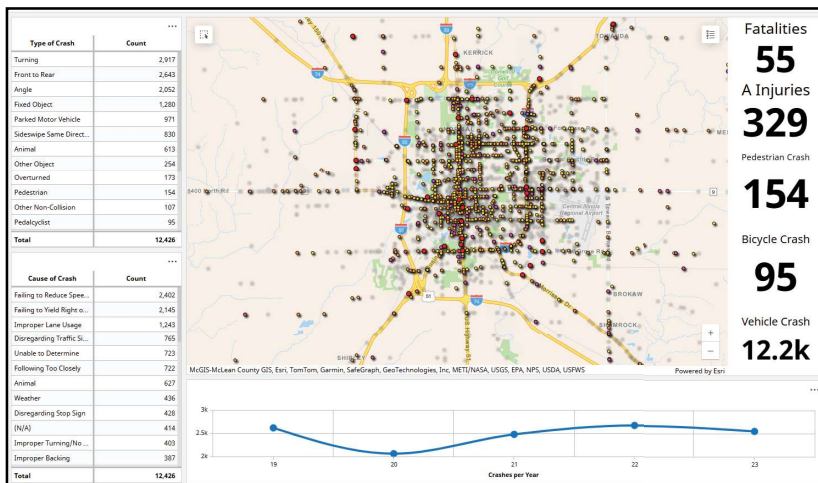 Type of Crash Count
Turning 2,917
Front to Rear 2,643
Angle 2,052
Fixed Object 1,280
Parked Motor Vehicle 971
Sideswipe Same Direct... 830
Animal 613
Other Object 254
Overturned 173
Pedestrian 154
Other Non-Collision 107
Pedalcyclist 95
Total 12,426
Cause of Crash Count
Failing to Reduce Spee... 2,402
Failing to Yield Right o... 2,145
Improper Lane Usage 1,243
Disregarding Traffic Si... 765
Unable to Determine 723
Following Too Closely 722
Animal 627
Weather 436
Disregarding Stop Sign 428
(N/A) 414
Improper Turning/No ... 403
Improper Backing 387
Total 12,426
KERRICK
TOWANDA
74
Central Illinois
Regional Airport
9
51
BROKAW
SHAMROCK
SHIRLEY
US Highway 51
+
−
McGIS-McLean County GIS, Esri, TomTom, Garmin, SafeGraph, GeoTechnologies, Inc, METI/NASA, USGS, EPA, NPS, USDA, USFWS
Powered by Esri
Fatalities
55
A Injuries
329
Pedestrian Crash
154
Bicycle Crash
95
Vehicle Crash
12.2k
3k
2.5k
2k
19 20 21 22 23
Crashes per Year